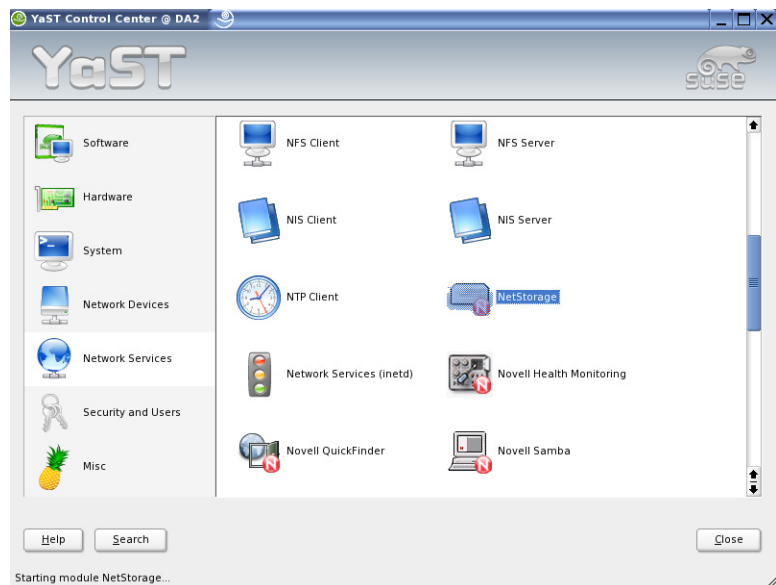 YaST Control Center @ DA2
YaST
SUSE
Software
Hardware
System
Network Devices
Network Services
Security and Users
Misc
NFS Client
NFS Server
NIS Client
NIS Server
NTP Client
NetStorage
Network Services (inetd)
Novell Health Monitoring
Novell QuickFinder
Novell Samba
Help
Search
Close
Starting module NetStorage...